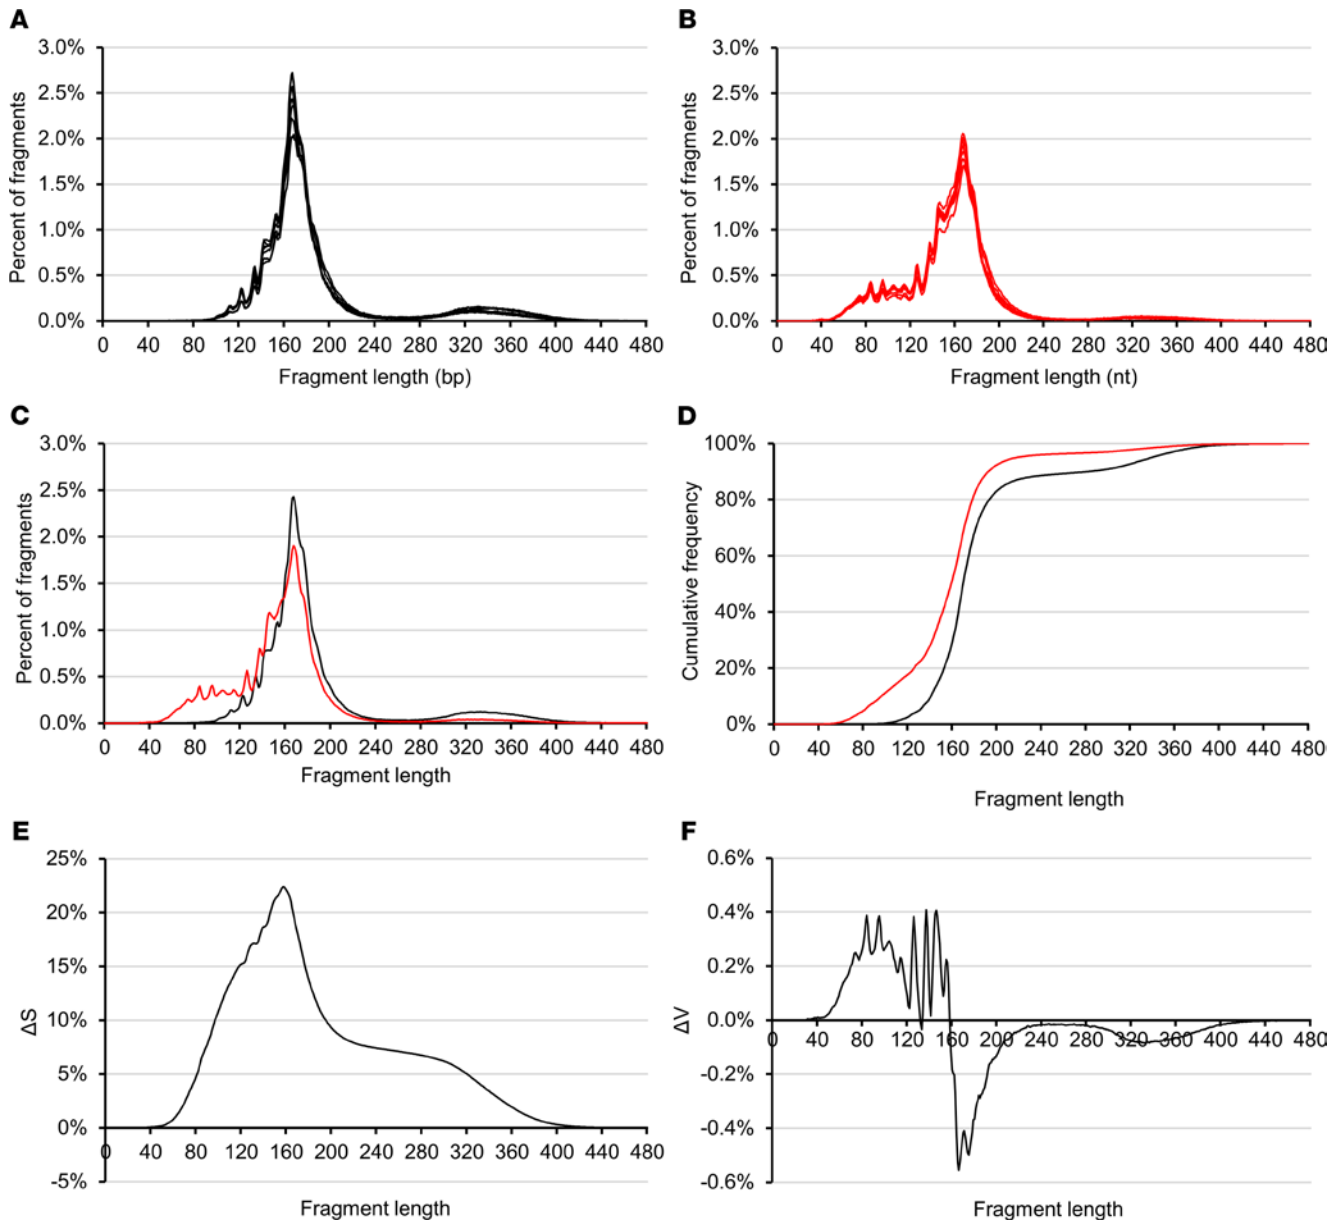 A
3.0%
2.5%
2.0%
1.5%
1.0%
0.5%
0.0%
Percent of fragments
0 40 80 120 160 200 240 280 320 360 400 440 480
Fragment length (bp)
B
3.0%
2.5%
2.0%
1.5%
1.0%
0.5%
0.0%
Percent of fragments
0 40 80 120 160 200 240 280 320 360 400 440 480
Fragment length (nt)
C
3.0%
2.5%
2.0%
1.5%
1.0%
0.5%
0.0%
Percent of fragments
0 40 80 120 160 200 240 280 320 360 400 440 480
Fragment length
D
100%
80%
60%
40%
20%
0%
Cumulative frequency
0 40 80 120 160 200 240 280 320 360 400 440 480
Fragment length
E
25%
20%
15%
10%
5%
0%
-5%
ΔS
0 40 80 120 160 200 240 280 320 360 400 440 480
Fragment length
F
0.6%
0.4%
0.2%
0.0%
-0.2%
-0.4%
-0.6%
ΔV
0 40 80 120 160 200 240 280 320 360 400 440 480
Fragment length